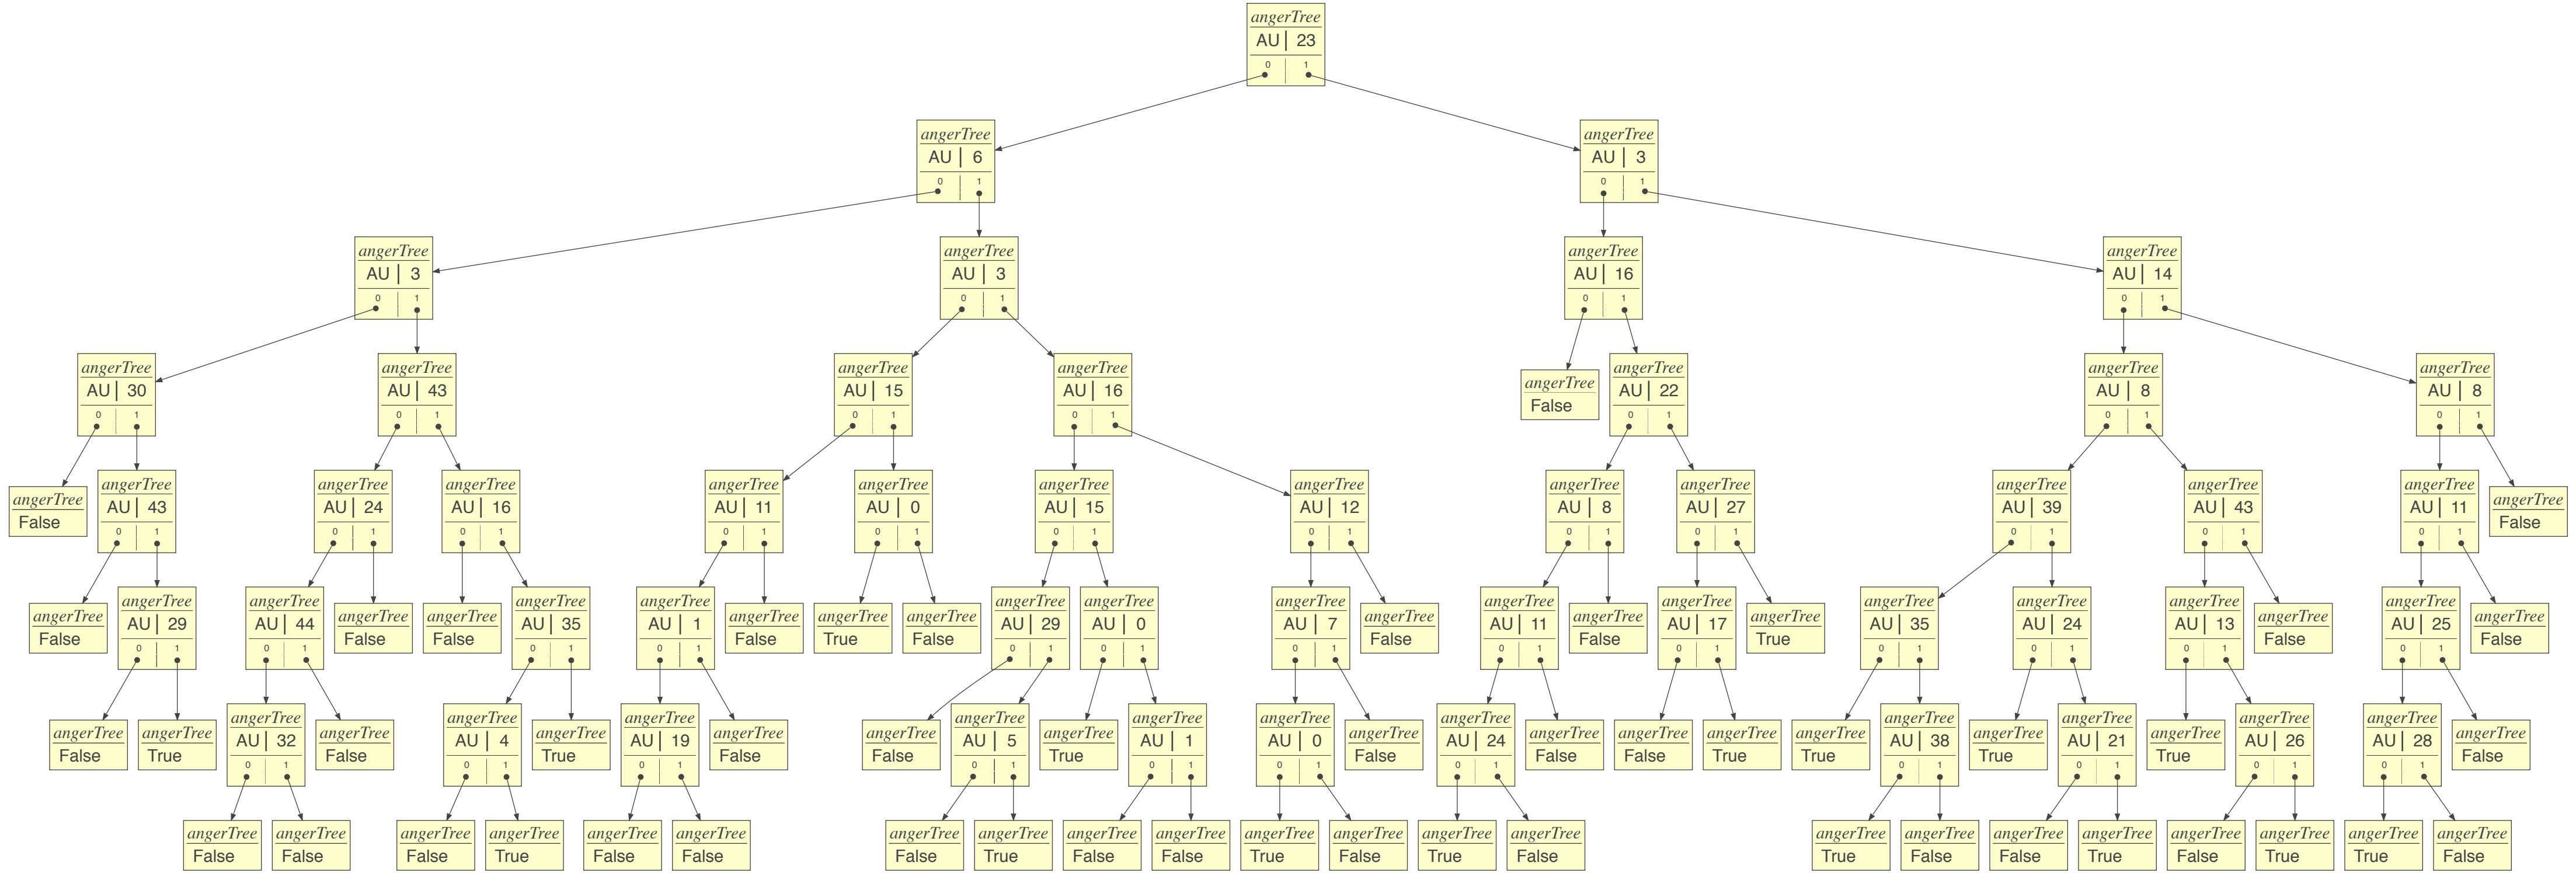 angerTree
AU | 23
0 1
angerTree angerTree
AU | 6 AU | 3
0 1 0 1
angerTree angerTree angerTree angerTree
AU | 3 AU | 3 AU | 16 AU | 14
0 1 0 1 0 1 0 1
angerTree angerTree angerTree angerTree angerTree angerTree angerTree angerTree
AU | 30 AU | 43 AU | 15 AU | 16 False AU | 22 AU | 8 AU | 8
0 1 0 1 0 1 0 1 0 1 0 1 0 1
angerTree angerTree angerTree angerTree angerTree angerTree angerTree angerTree angerTree angerTree angerTree angerTree angerTree angerTree
False AU | 43 AU | 24 AU | 16 AU | 11 AU | 0 AU | 15 AU | 12 AU | 8 AU | 27 AU | 39 AU | 43 AU | 11 False
0 1 0 1 0 1 0 1 0 1 0 1 0 1 0 1 0 1 0 1 0 1 0 1
angerTree angerTree angerTree angerTree angerTree angerTree angerTree angerTree angerTree angerTree angerTree angerTree angerTree angerTree angerTree angerTree angerTree angerTree angerTree angerTree angerTree angerTree angerTree angerTree
False AU | 29 AU | 44 False False AU | 35 AU | 1 False True False AU | 29 AU | 0 AU | 7 False AU | 11 False AU | 17 True AU | 35 AU | 24 AU | 13 False AU | 25 False
0 1 0 1 0 1 0 1 0 1 0 1 0 1 0 1 0 1 0 1 0 1 0 1 0 1
angerTree angerTree angerTree angerTree angerTree angerTree angerTree angerTree angerTree angerTree angerTree angerTree angerTree angerTree angerTree angerTree angerTree angerTree angerTree angerTree angerTree angerTree angerTree angerTree angerTree angerTree
False True AU | 32 False AU | 4 True AU | 19 False False AU | 5 True AU | 1 AU | 0 False AU | 24 False False True True AU | 38 True AU | 21 True AU | 26 AU | 28 False
0 1 0 1 0 1 0 1 0 1 0 1 0 1 0 1 0 1 0 1 0 1
angerTree angerTree angerTree angerTree angerTree angerTree angerTree angerTree angerTree angerTree angerTree angerTree angerTree angerTree angerTree angerTree angerTree angerTree angerTree angerTree angerTree angerTree
False False False True False False False True False False True False True False True False False True False True True False